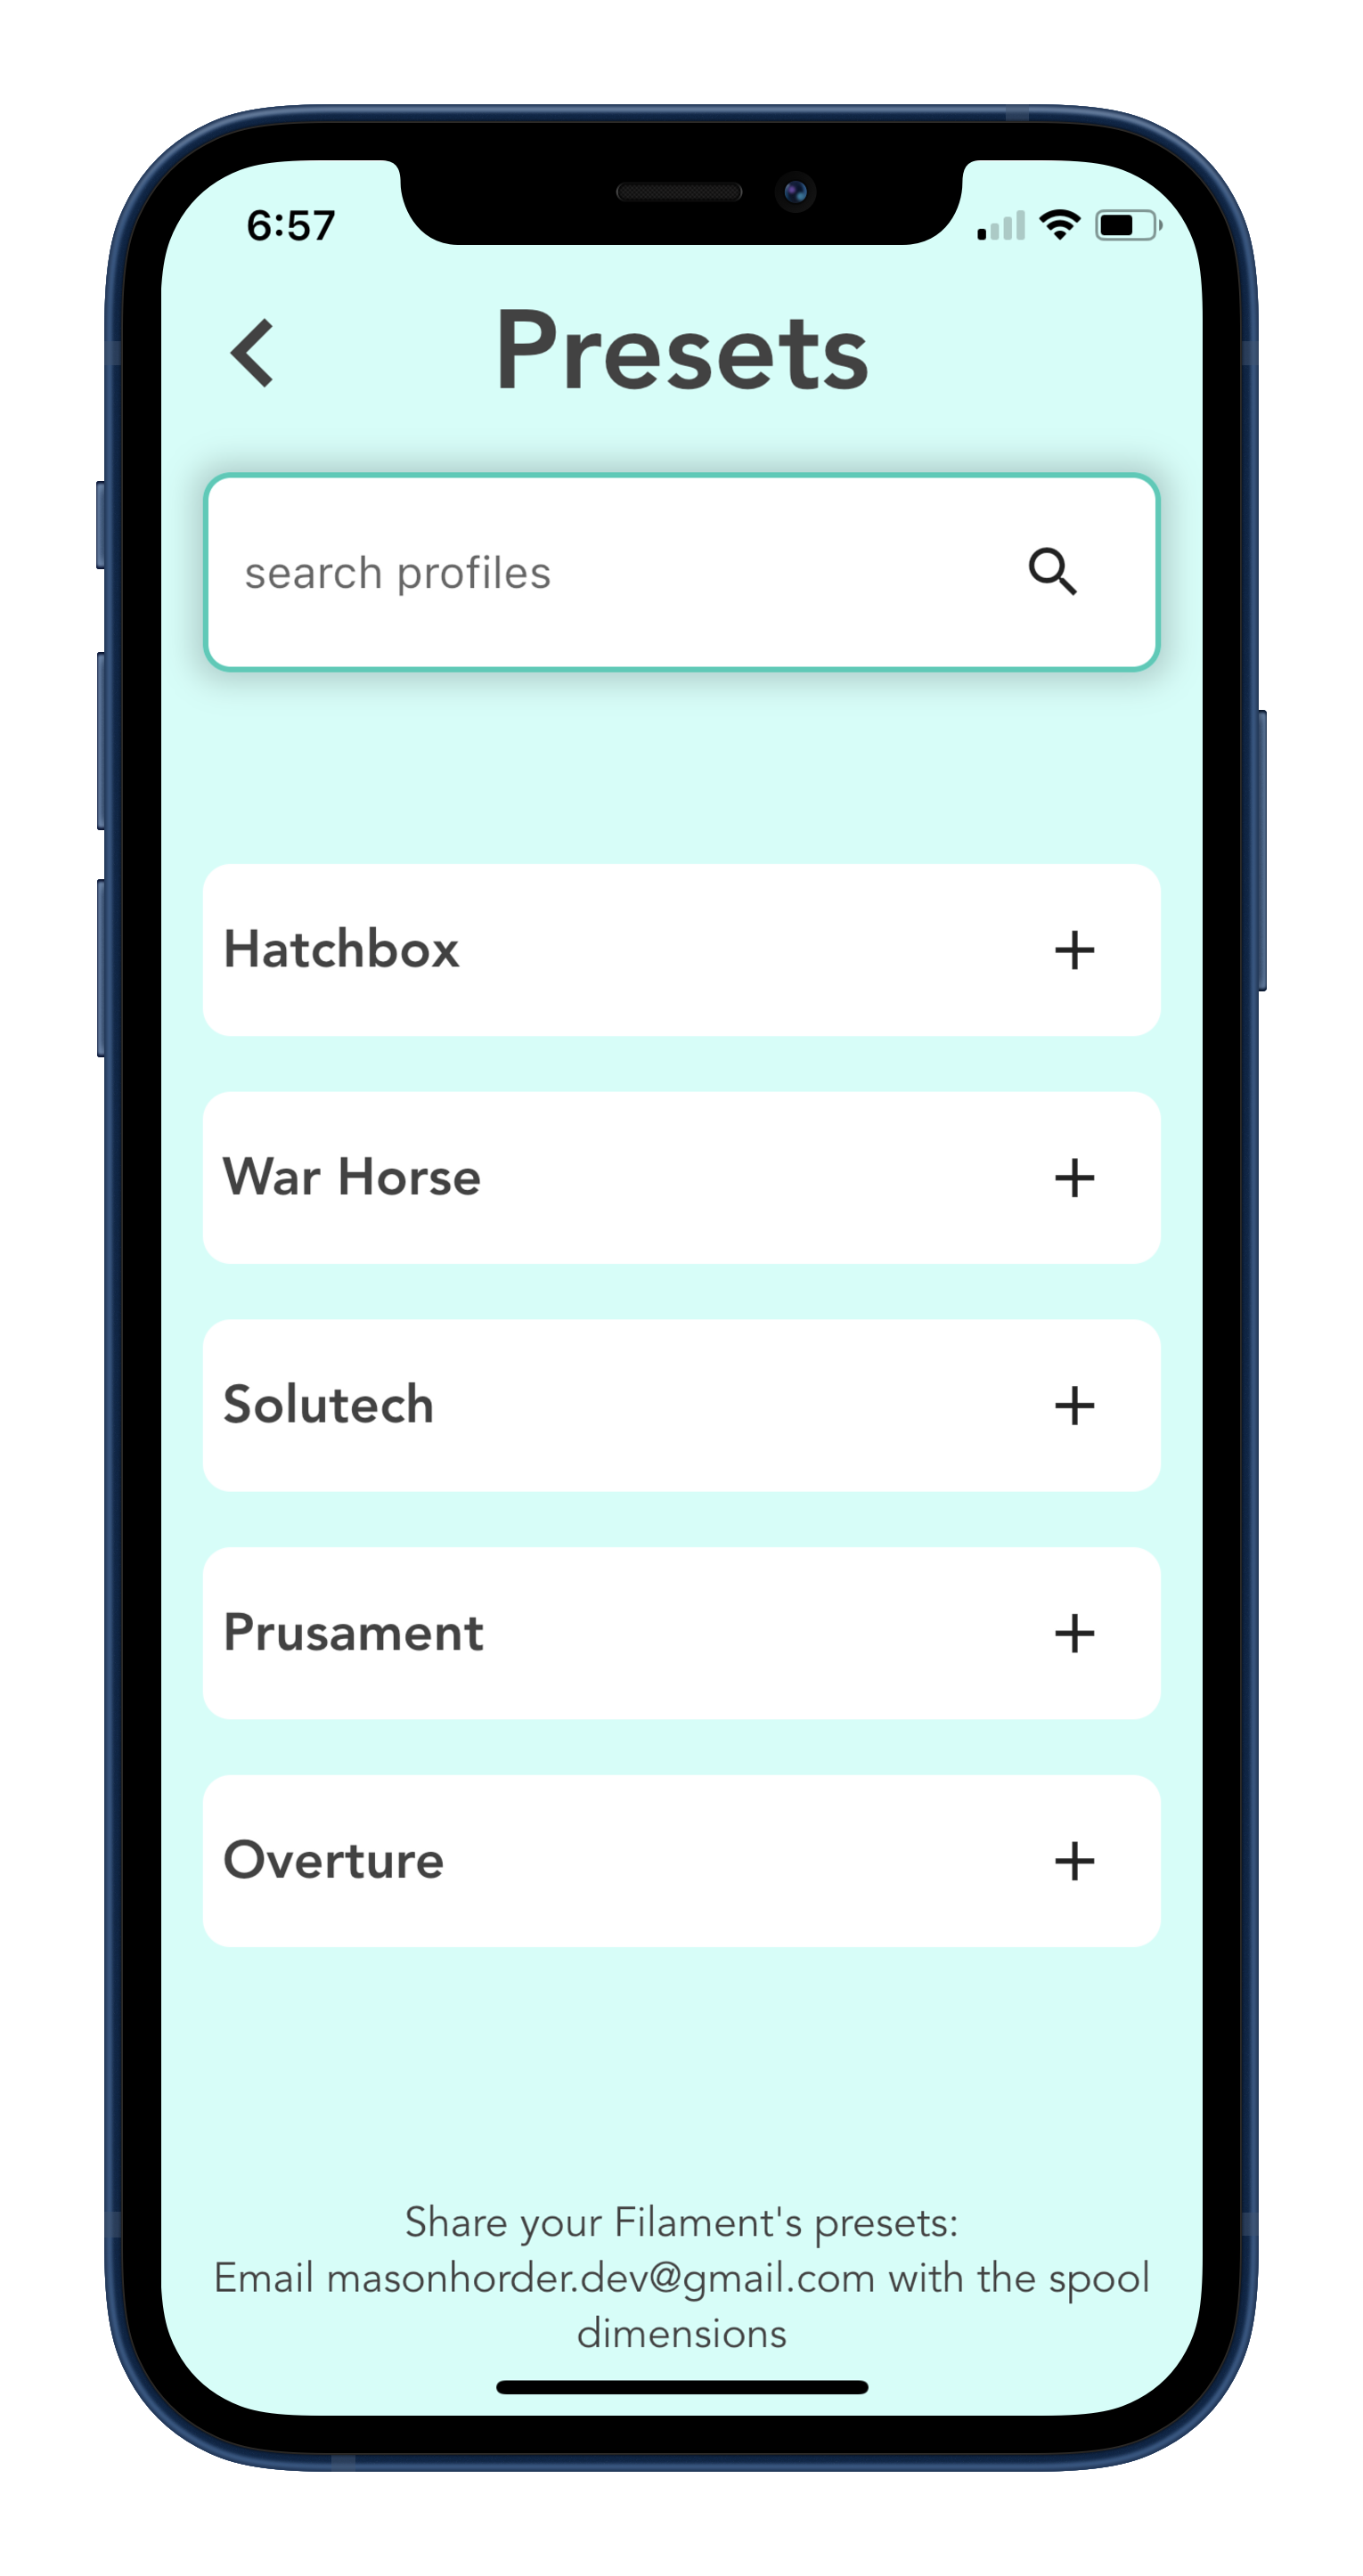 6:57
Presets
search profiles
Hatchbox
War Horse
Solutech
Prusament
Overture
Share your Filament's presets:
Email masonhorder.dev@gmail.com with the spool
dimensions